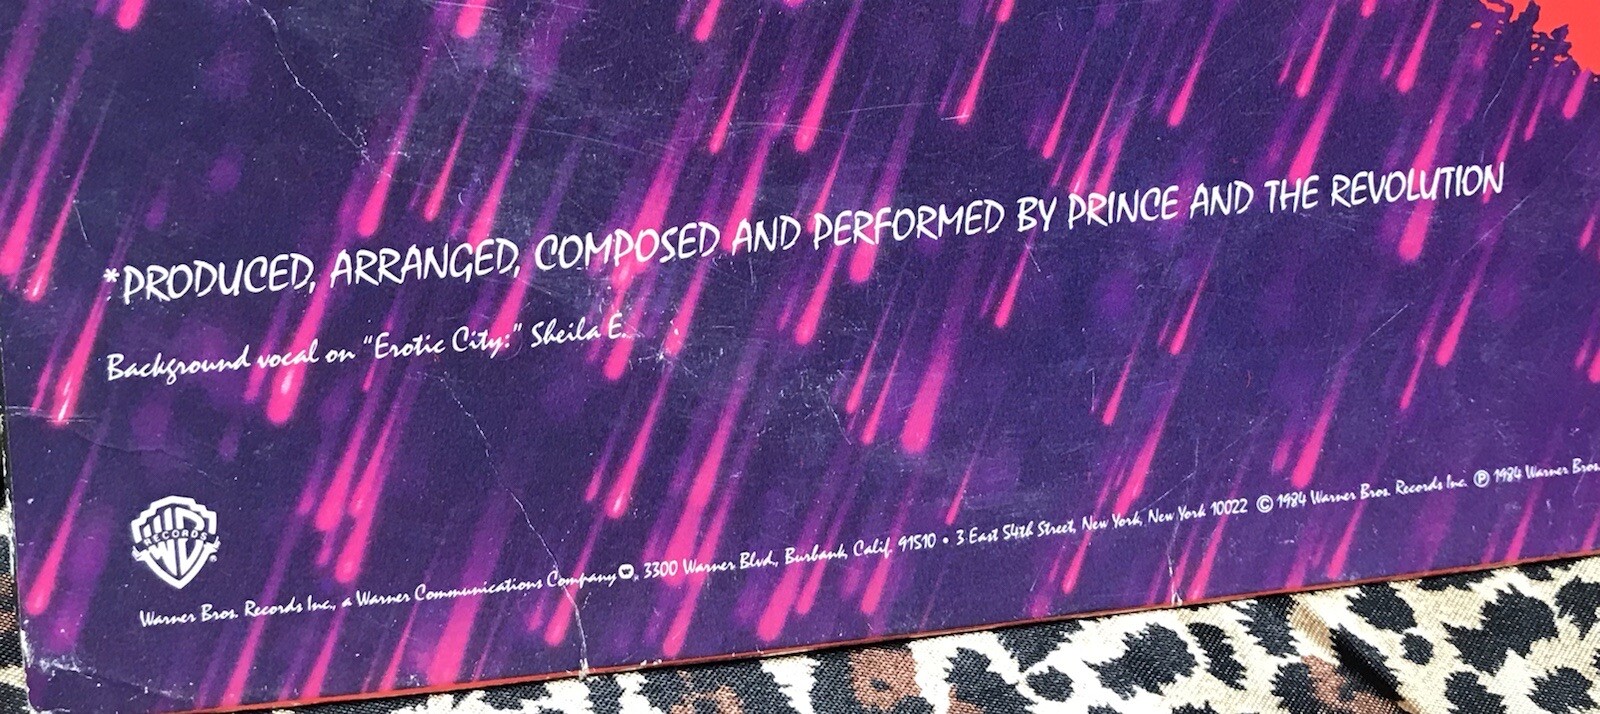 *PRODUCED, ARRANGED, COMPOSED AND PERFORMED BY PRINCE AND THE REVOLUTION
Background vocal on “Erotic City:” Sheila E.
WB
RECORDS
®
Warner Bros. Records Inc., a Warner Communications Company, 3300 Warner Blvd., Burbank, Calif. 91510 • 3 East 54th Street, New York, New York 10022 © 1984 Warner Bros. Records Inc. ℗ 1984 Warner Bros.